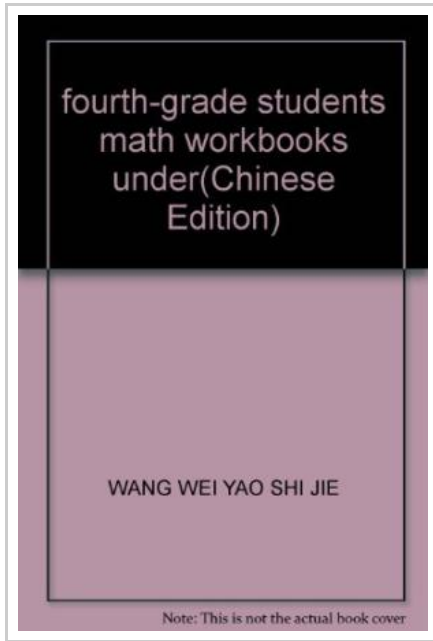 fourth-grade students
math workbooks
under(Chinese
Edition)
WANG WEI YAO SHI JIE
Note: This is not the actual book cover